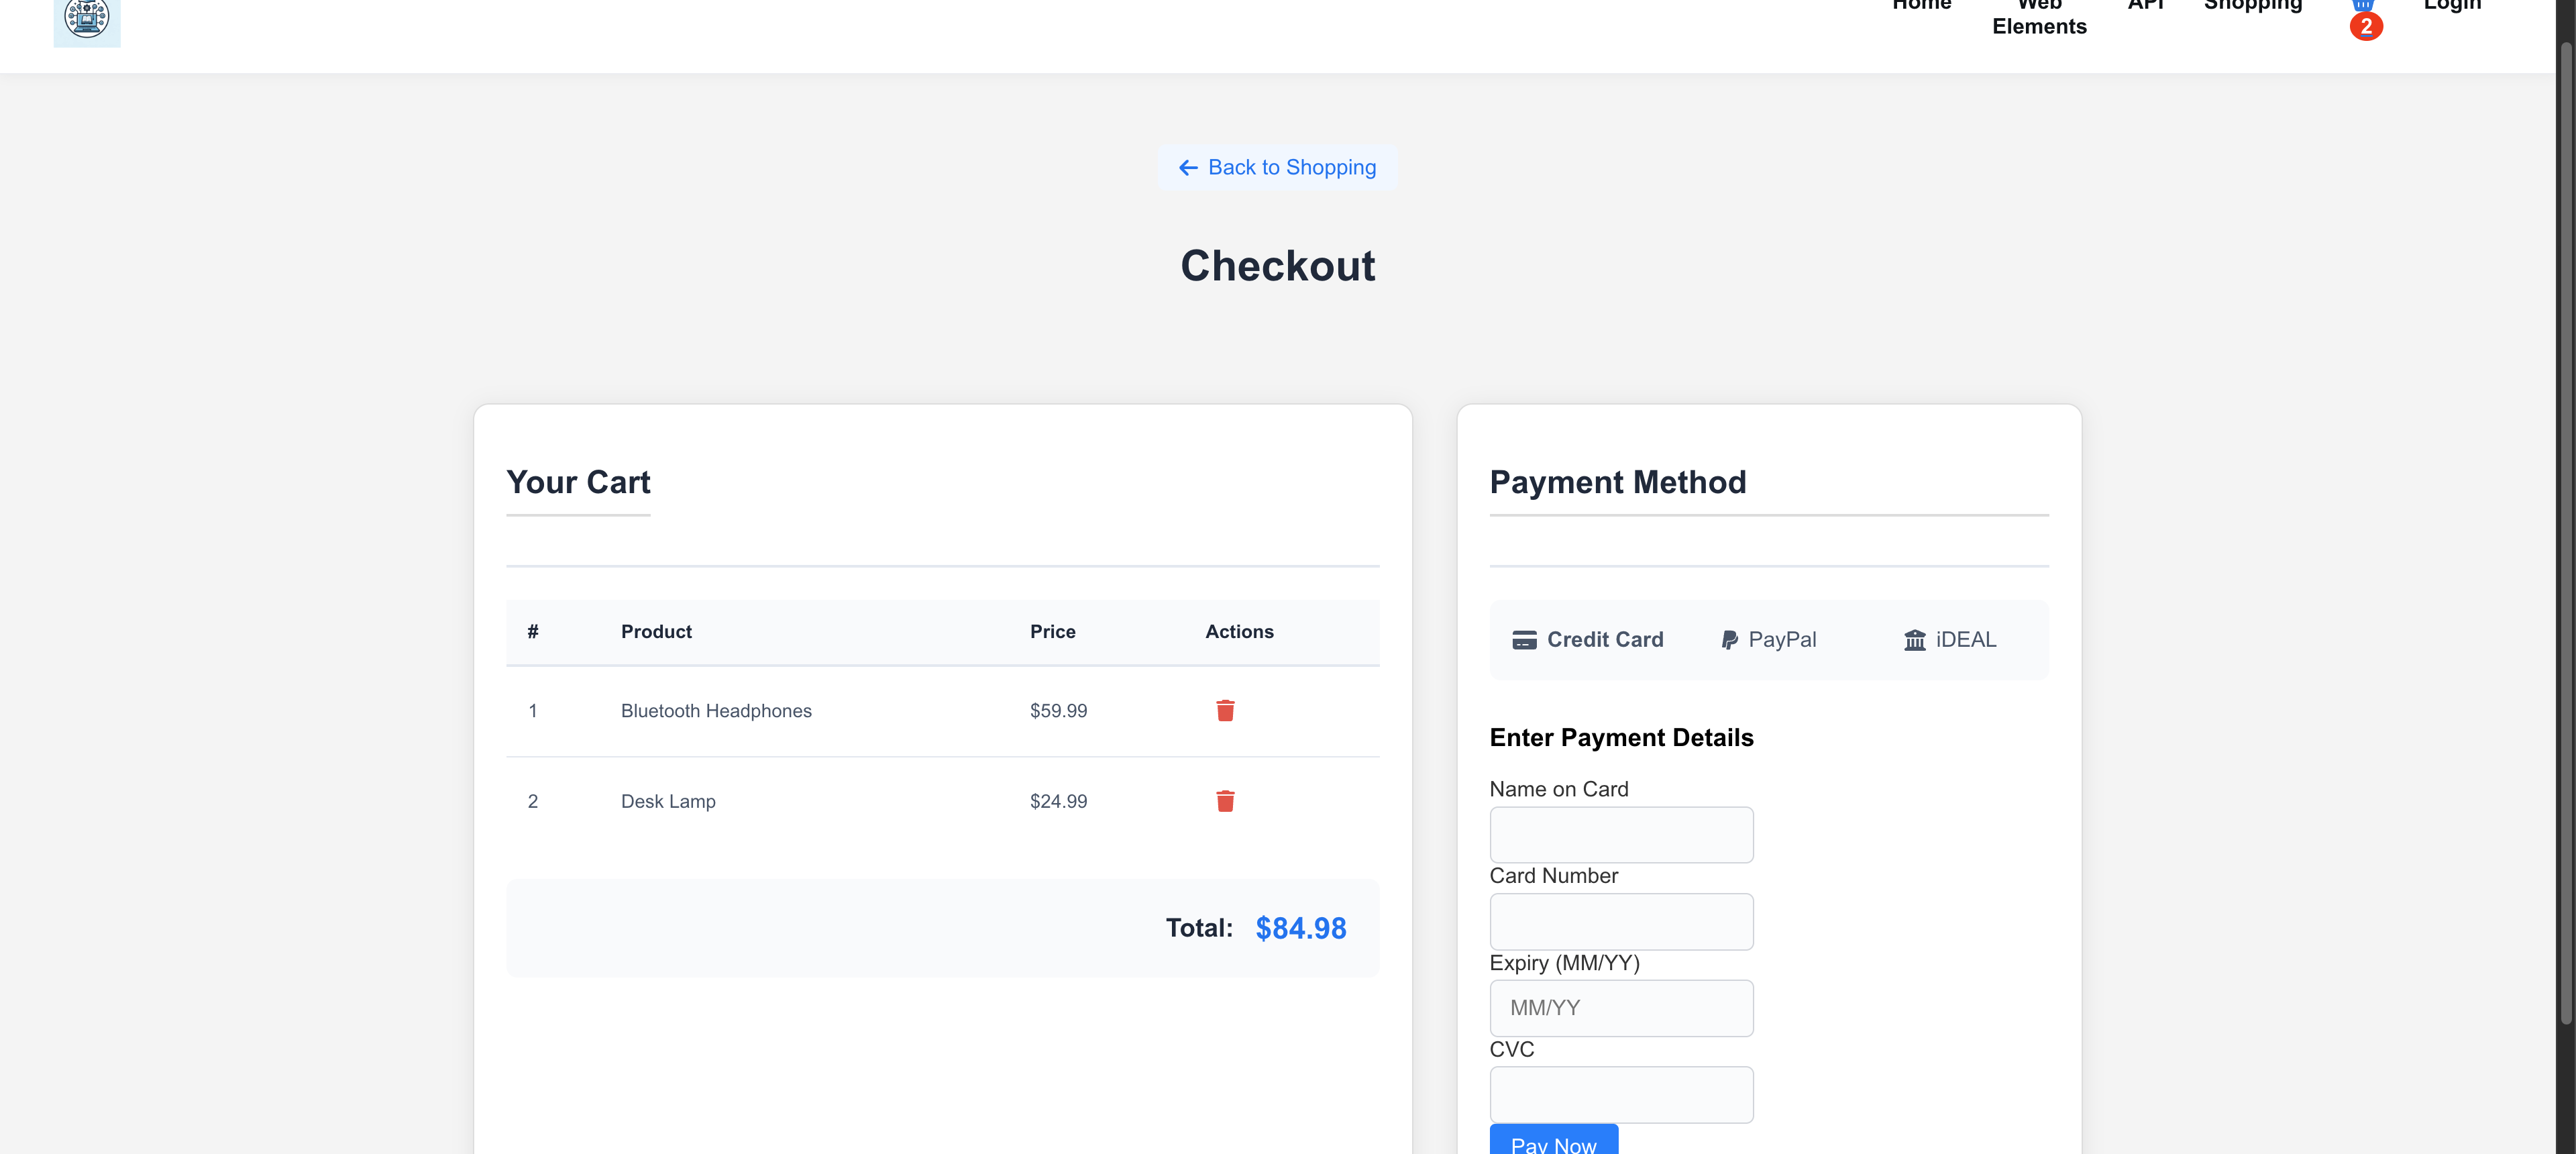 Home
Web
Elements
API
Shopping
2
Login
Back to Shopping
Checkout
Your Cart
# Product Price Actions
1 Bluetooth Headphones $59.99
2 Desk Lamp $24.99
Total: $84.98
Payment Method
Credit Card PayPal iDEAL
Enter Payment Details
Name on Card
Card Number
Expiry (MM/YY)
MM/YY
CVC
Pay Now